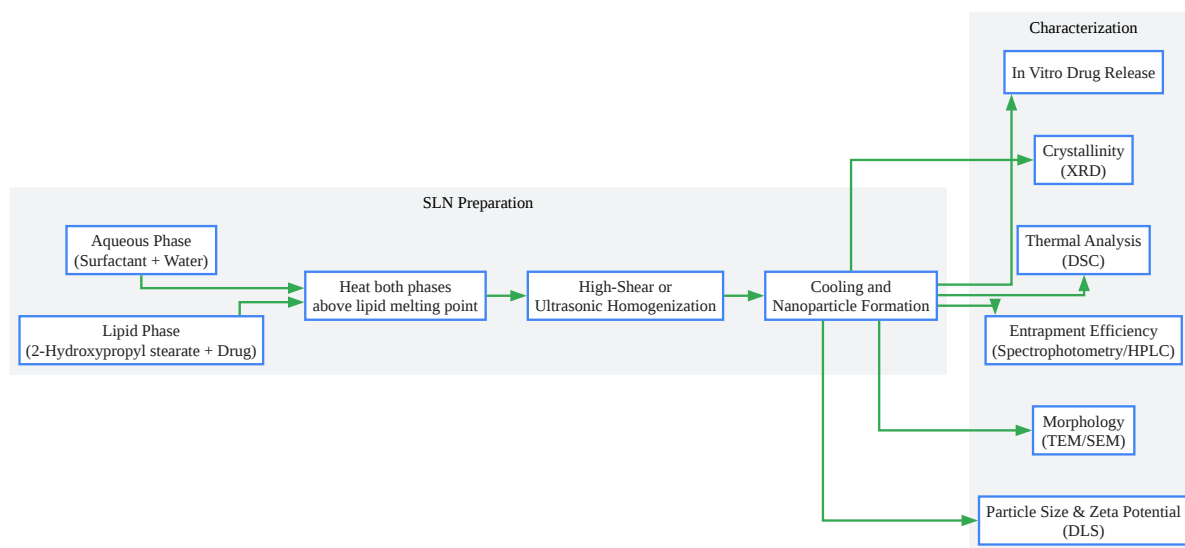 SLN Preparation
Aqueous Phase
(Surfactant + Water)
Lipid Phase
(2-Hydroxypropyl stearate + Drug)
Heat both phases
above lipid melting point
High-Shear or
Ultrasonic Homogenization
Cooling and
Nanoparticle Formation
Characterization
In Vitro Drug Release
Crystallinity
(XRD)
Thermal Analysis
(DSC)
Entrapment Efficiency
(Spectrophotometry/HPLC)
Morphology
(TEM/SEM)
Particle Size & Zeta Potential
(DLS)